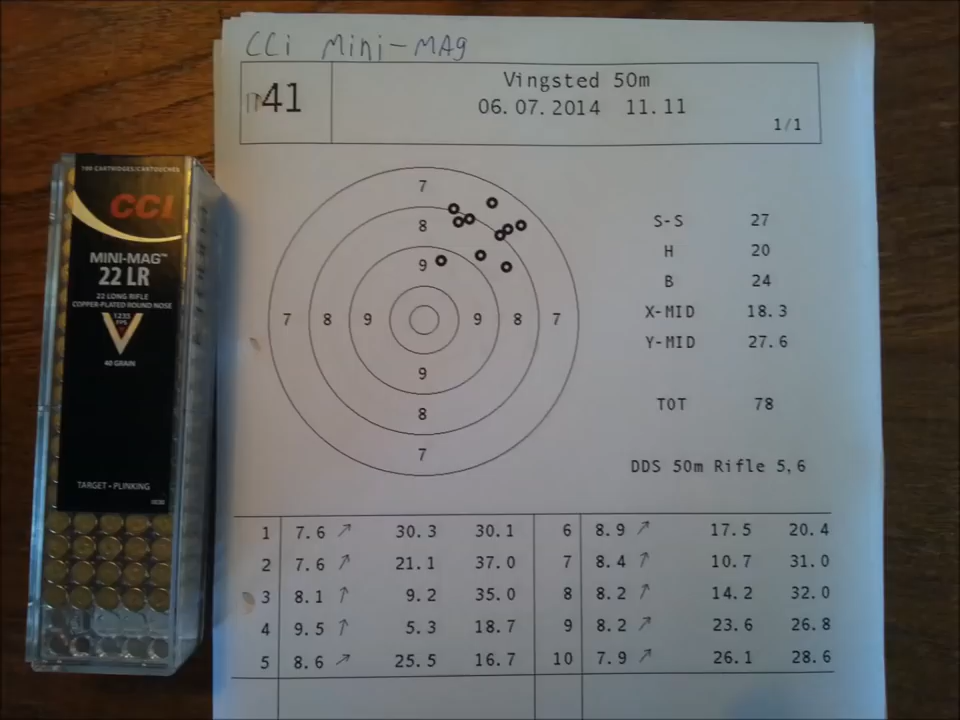 CCi Mini-MAg
41
Vingsted 50m
06.07.2014 11.11
1/1
7
8
9
7 8 9 9 8 7
9
8
7
S-S 27
H 20
B 24
X-MID 18.3
Y-MID 27.6
TOT 78
DDS 50m Rifle 5,6
1 7.6 ↗ 30.3 30.1 6 8.9 ↗ 17.5 20.4
2 7.6 ↗ 21.1 37.0 7 8.4 ↑ 10.7 31.0
3 8.1 ↑ 9.2 35.0 8 8.2 ↗ 14.2 32.0
4 9.5 ↑ 5.3 18.7 9 8.2 ↗ 23.6 26.8
5 8.6 ↗ 25.5 16.7 10 7.9 ↗ 26.1 28.6
100 CARTRIDGES/CARTOUCHES
CCI
MINI-MAG™
22 LR
22 LONG RIFLE
COPPER-PLATED ROUND NOSE
1235
FPS
40 GRAIN
TARGET • PLINKING